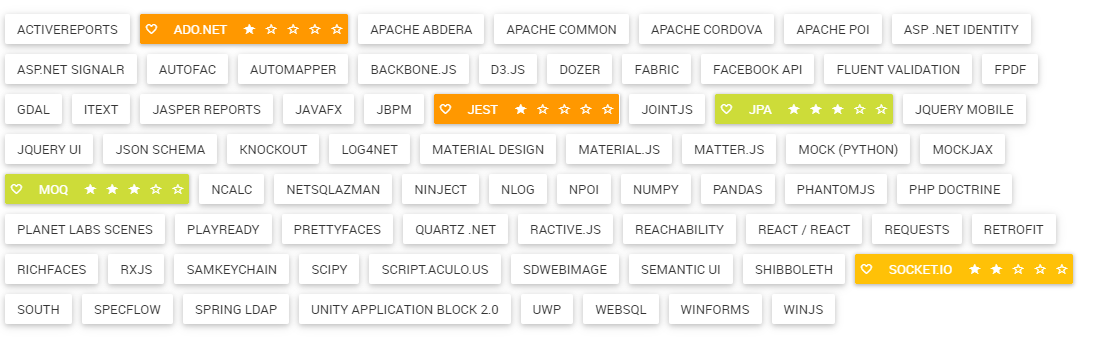 ACTIVEREPORTS ADO.NET APACHE ABDERA APACHE COMMON APACHE CORDOVA APACHE POI ASP .NET IDENTITY
ASP.NET SIGNALR AUTOFAC AUTOMAPPER BACKBONE.JS D3.JS DOZER FABRIC FACEBOOK API FLUENT VALIDATION FPDF
GDAL ITEXT JASPER REPORTS JAVAFX JBPM JEST JOINTJS JPA JQUERY MOBILE
JQUERY UI JSON SCHEMA KNOCKOUT LOG4NET MATERIAL DESIGN MATERIAL.JS MATTER.JS MOCK (PYTHON) MOCKJAX
MOQ NCALC NETSQLAZMAN NINJECT NLOG NPOI NUMPY PANDAS PHANTOMJS PHP DOCTRINE
PLANET LABS SCENES PLAYREADY PRETTYFACES QUARTZ .NET RACTIVE.JS REACHABILITY REACT / REACT REQUESTS RETROFIT
RICHFACES RXJS SAMKEYCHAIN SCIPY SCRIPT.ACULO.US SDWEBIMAGE SEMANTIC UI SHIBBOLETH SOCKET.IO
SOUTH SPECFLOW SPRING LDAP UNITY APPLICATION BLOCK 2.0 UWP WEBSQL WINFORMS WINJS